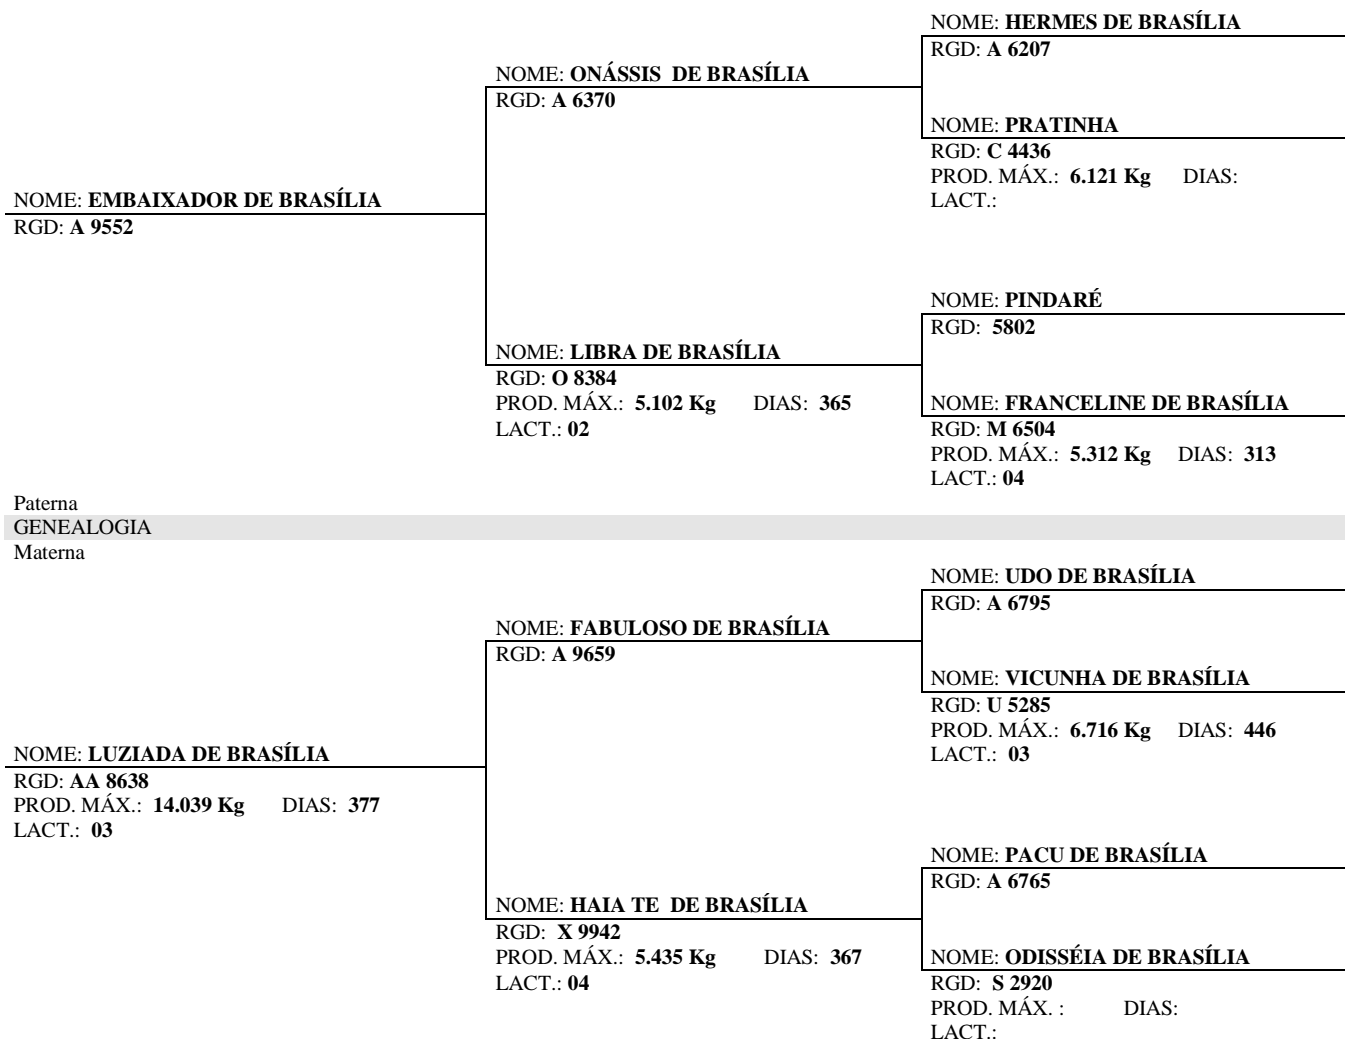 NOME: HERMES DE BRASÍLIA
RGD: A 6207
NOME: ONÁSSIS DE BRASÍLIA
RGD: A 6370
NOME: PRATINHA
RGD: C 4436
PROD. MÁX.: 6.121 Kg DIAS:
LACT.:
NOME: EMBAIXADOR DE BRASÍLIA
RGD: A 9552
NOME: PINDARÉ
RGD: 5802
NOME: LIBRA DE BRASÍLIA
RGD: O 8384
PROD. MÁX.: 5.102 Kg DIAS: 365
LACT.: 02
NOME: FRANCELINE DE BRASÍLIA
RGD: M 6504
PROD. MÁX.: 5.312 Kg DIAS: 313
LACT.: 04
Paterna
GENEALOGIA
Materna
NOME: UDO DE BRASÍLIA
RGD: A 6795
NOME: FABULOSO DE BRASÍLIA
RGD: A 9659
NOME: VICUNHA DE BRASÍLIA
RGD: U 5285
PROD. MÁX.: 6.716 Kg DIAS: 446
LACT.: 03
NOME: LUZIADA DE BRASÍLIA
RGD: AA 8638
PROD. MÁX.: 14.039 Kg DIAS: 377
LACT.: 03
NOME: PACU DE BRASÍLIA
RGD: A 6765
NOME: HAIA TE DE BRASÍLIA
RGD: X 9942
PROD. MÁX.: 5.435 Kg DIAS: 367
LACT.: 04
NOME: ODISSÉIA DE BRASÍLIA
RGD: S 2920
PROD. MÁX. : DIAS:
LACT.: